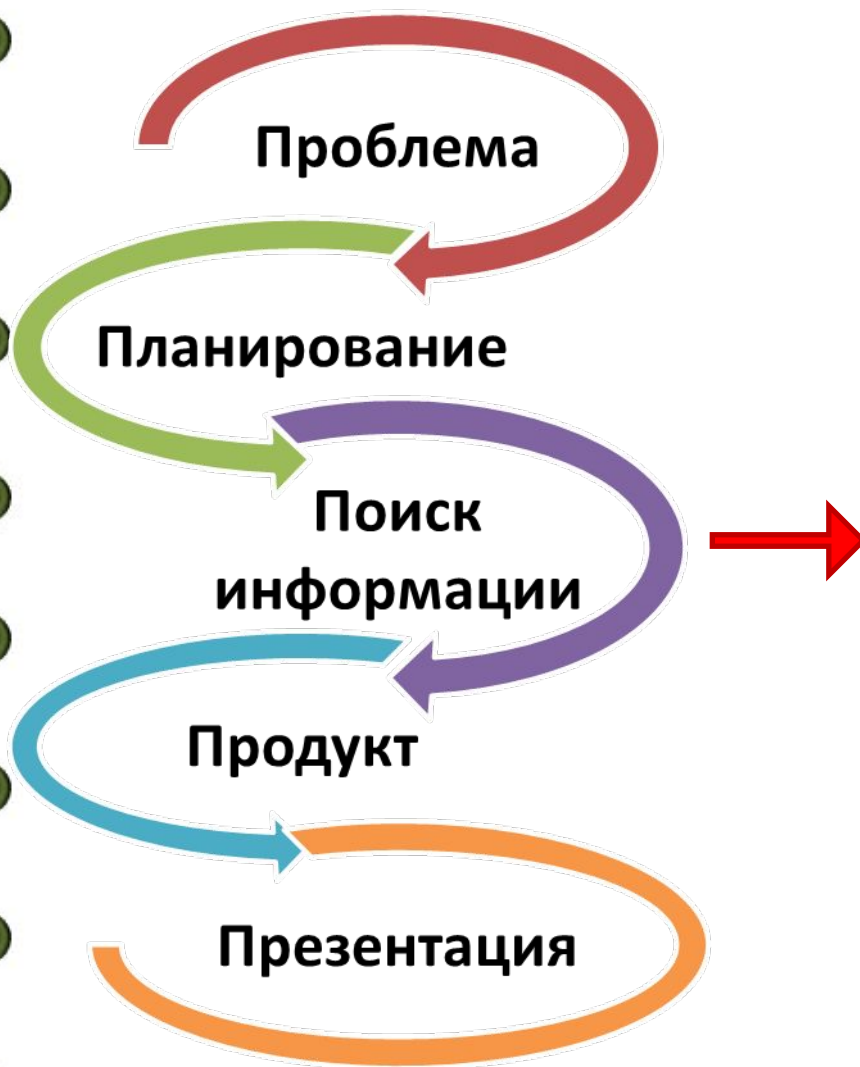 Проблема
Планирование
Поиск
информации
Продукт
Презентация